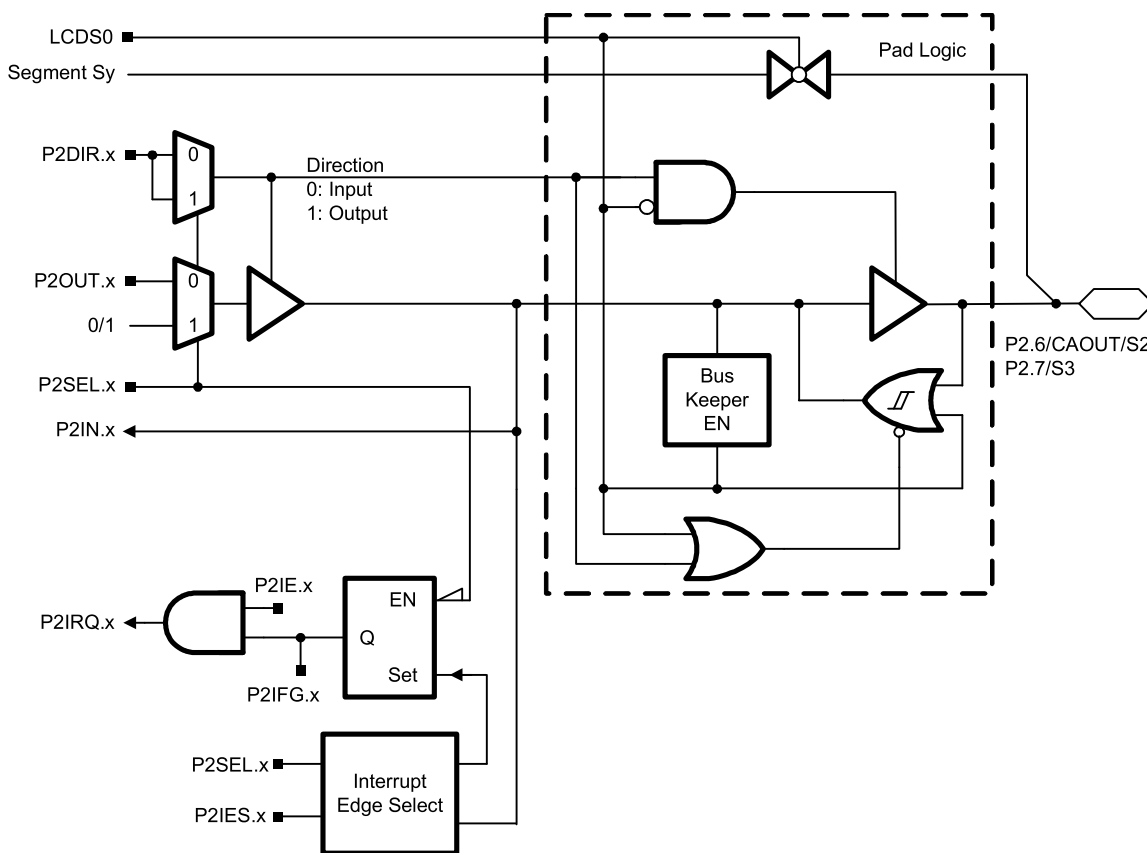 LCDS0
Pad Logic
Segment Sy
P2DIR.x
0
1
Direction
0: Input
1: Output
P2OUT.x
0
0/1
1
P2.6/CAOUT/S2
P2.7/S3
P2SEL.x
Bus
Keeper
EN
P2IN.x
P2IE.x
EN
P2IRQ.x
Q
Set
P2IFG.x
P2SEL.x
Interrupt
Edge Select
P2IES.x